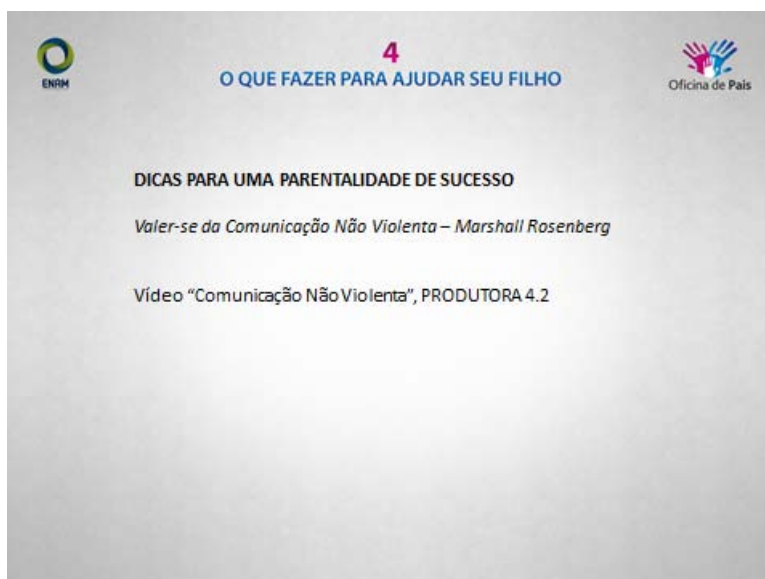 4
O QUE FAZER PARA AJUDAR SEU FILHO
ENAM
Oficina de Pais
DICAS PARA UMA PARENTALIDADE DE SUCESSO
Valer-se da Comunicação Não Violenta – Marshall Rosenberg
Vídeo “Comunicação Não Violenta”, PRODUTORA 4.2